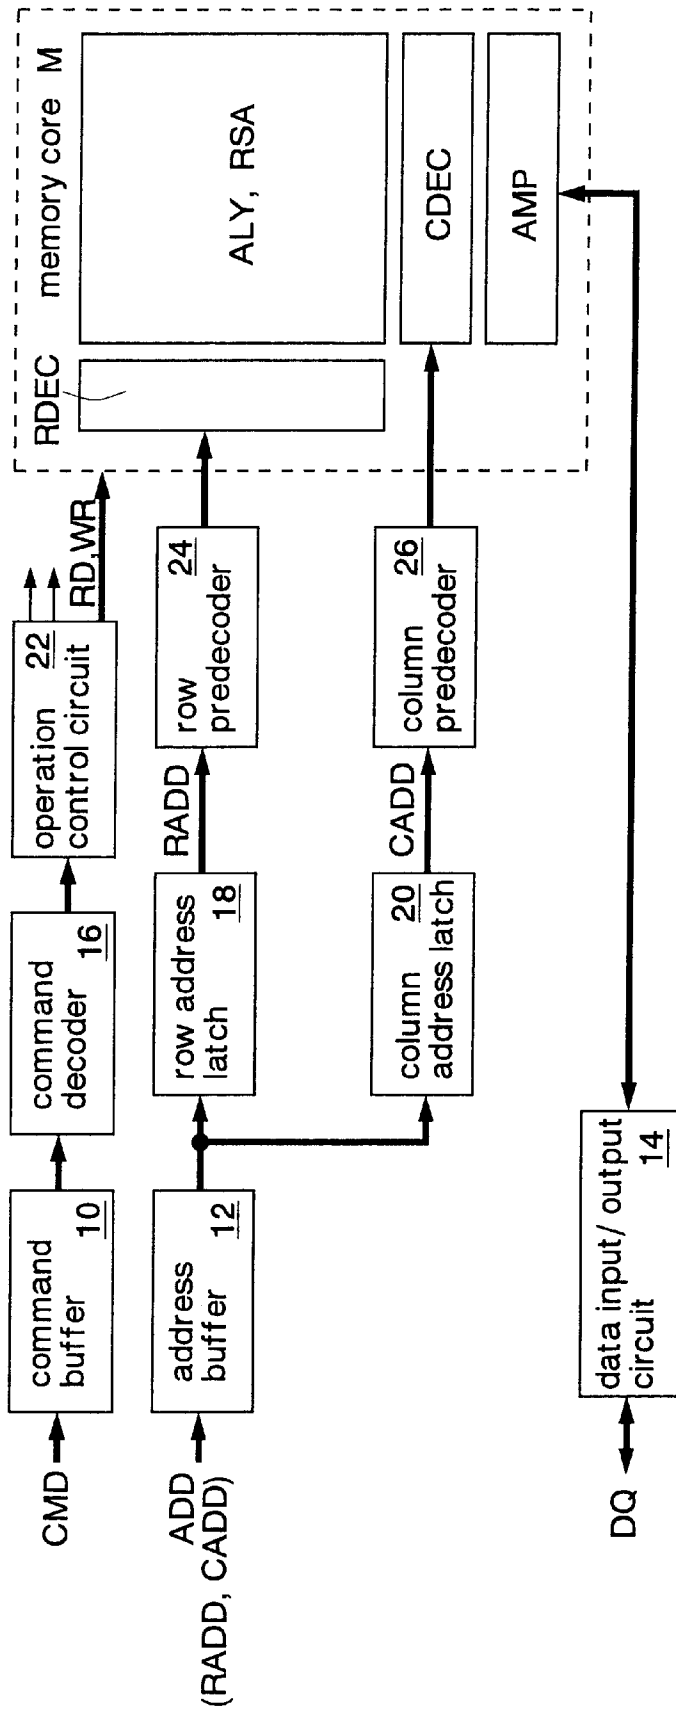 CMD
command
buffer
10
command
decoder
16
operation
22
control circuit
RD,WR
memory core M
RDEC
ALY, RSA
CDEC
AMP
ADD
(RADD, CADD)
address
buffer
12
row address
latch
18
RADD
row
24
predecoder
column
20
address latch
CADD
column
26
predecoder
DQ
data input/ output
circuit
14